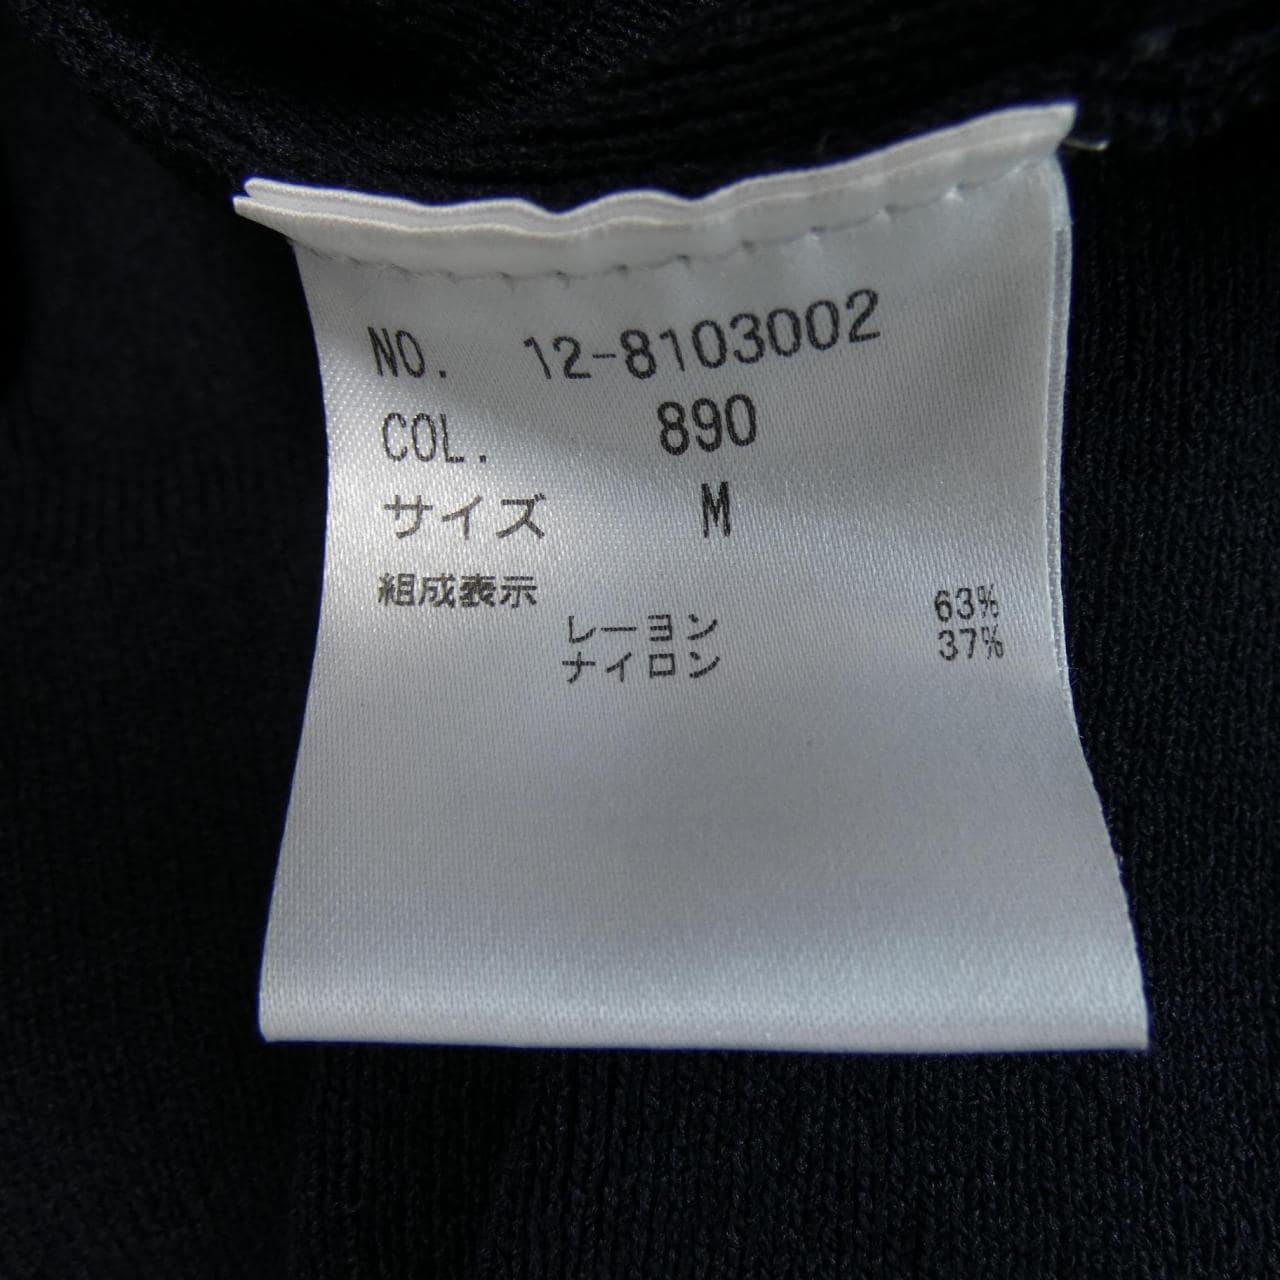 NO. 12-8103002
COL. 890
サイズ M
組成表示
レーヨン 63%
ナイロン 37%